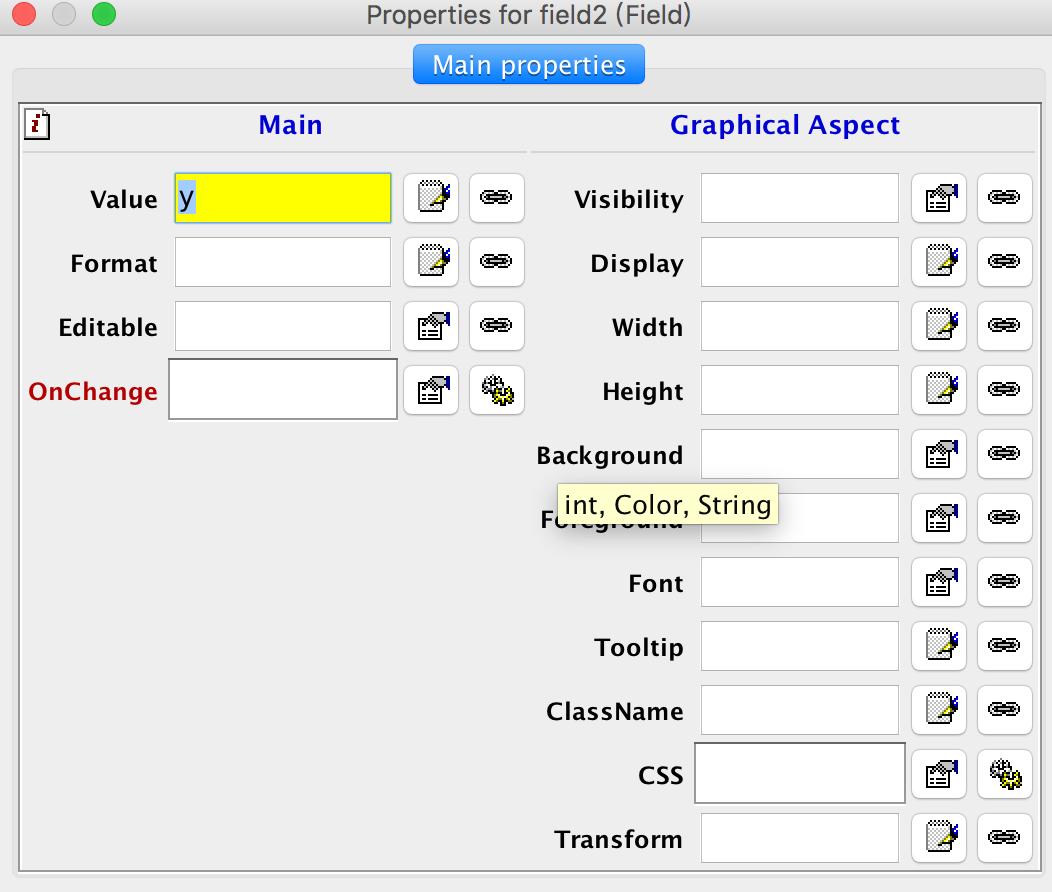 Properties for field2 (Field)
Main properties
Main
Value y
Format
Editable
OnChange
Graphical Aspect
Visibility
Display
Width
Height
Background
int, Color, String
Foreground
Font
Tooltip
ClassName
CSS
Transform